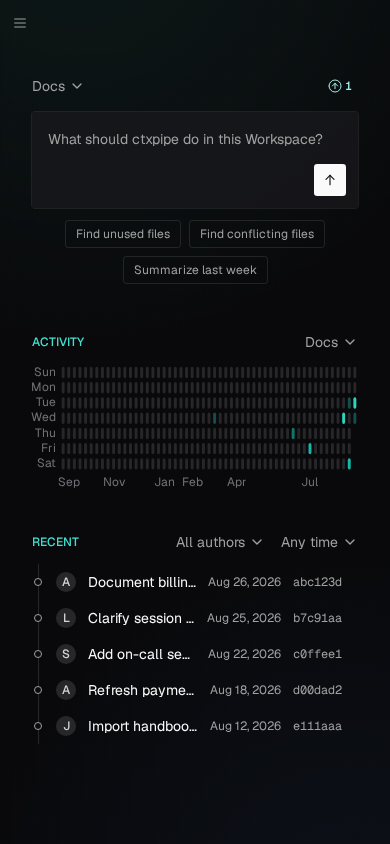 Docs 1
What should ctxpipe do in this Workspace?
Find unused files Find conflicting files
Summarize last week
ACTIVITY Docs
Sun
Mon
Tue
Wed
Thu
Fri
Sat
Sep Nov Jan Feb Apr Jul
RECENT All authors Any time
A Document billin... Aug 26, 2026 abc123d
L Clarify session ... Aug 25, 2026 b7c91aa
S Add on-call se... Aug 22, 2026 c0ffee1
A Refresh payme... Aug 18, 2026 d00dad2
J Import handboo... Aug 12, 2026 e111aaa